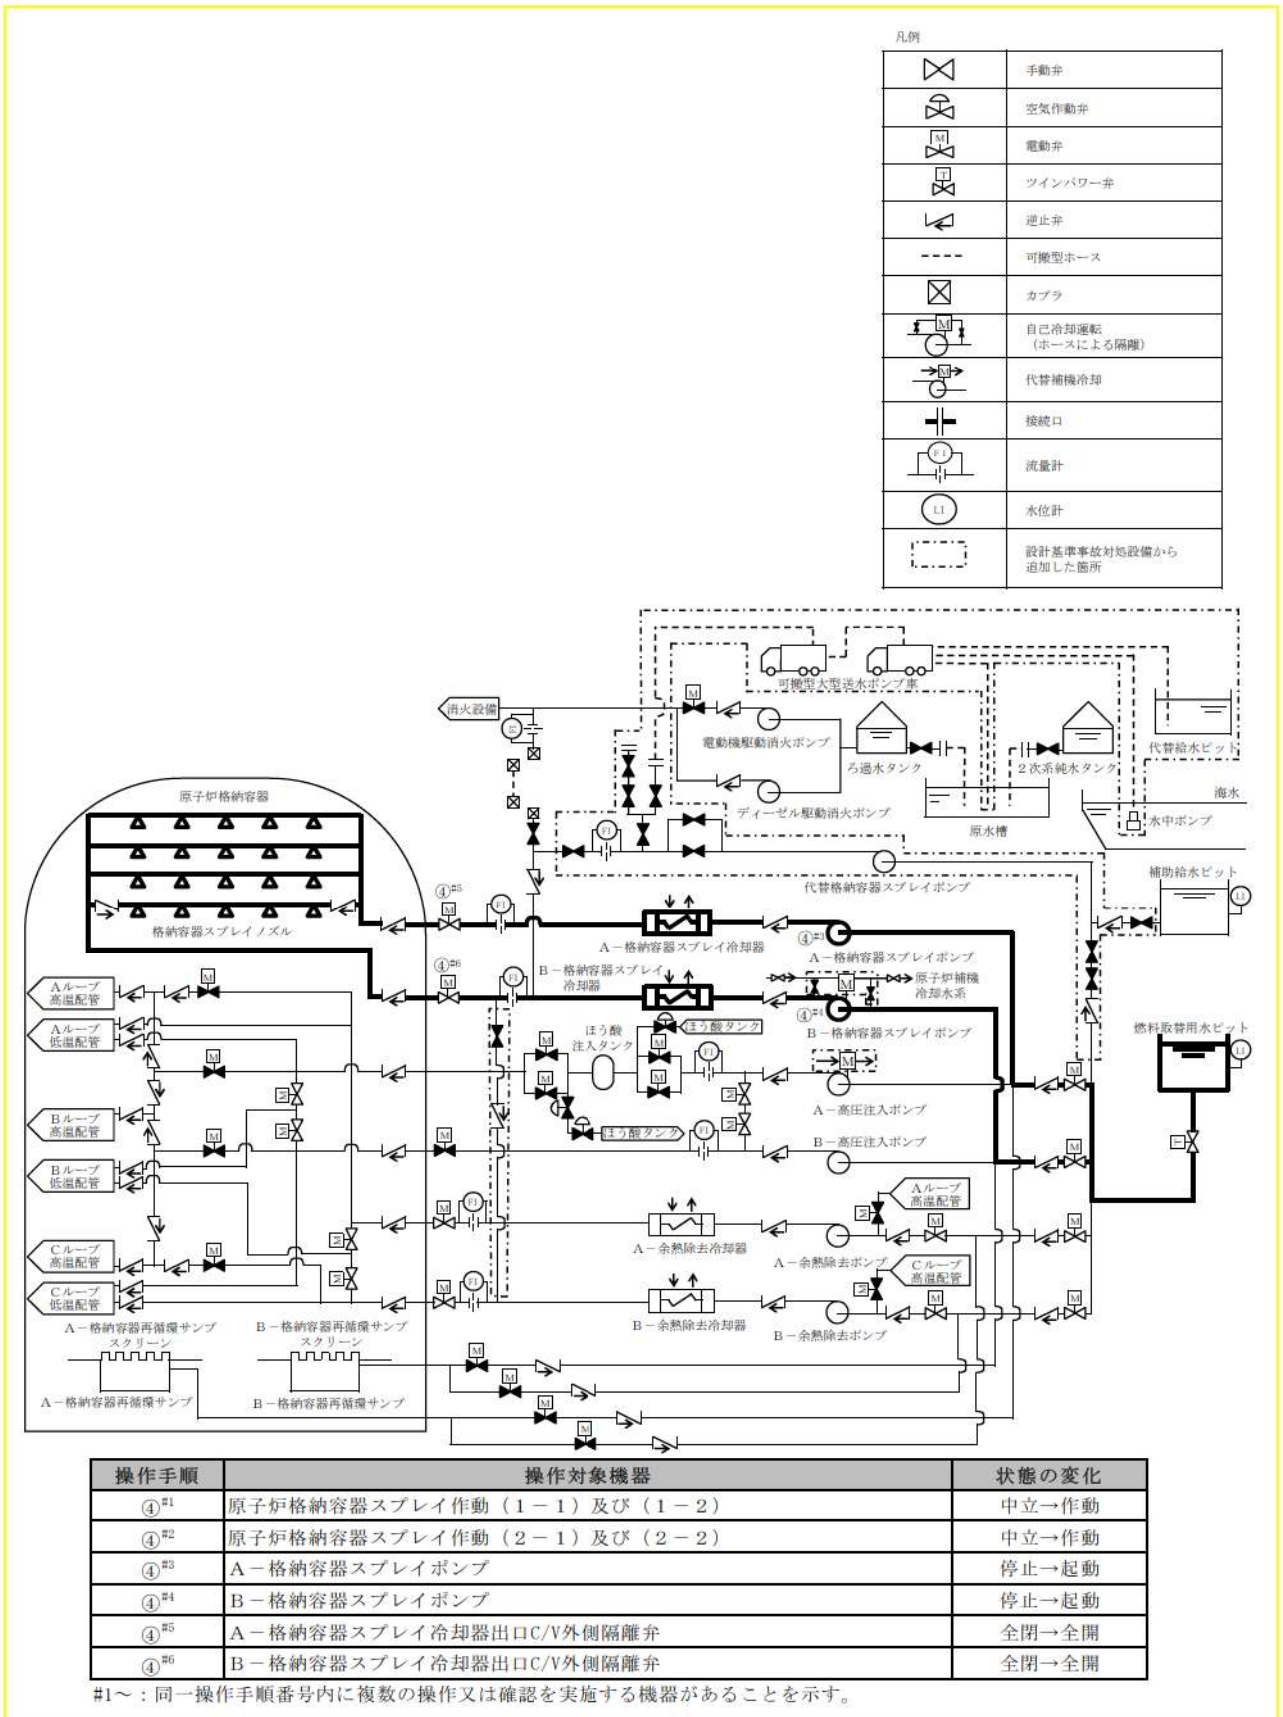 凡例
手動弁
空気作動弁
M
電動弁
T
ツインパワー弁
逆止弁
可搬型ホース
カプラ
M
自己冷却運転
（ホースによる隔離）
M
代替補機冷却
接続口
FI
流量計
LI
水位計
設計基準事故対処設備から
追加した箇所
可搬型大型送水ポンプ車
消火設備
M
FI
電動機駆動消火ポンプ
ろ過水タンク
2次系純水タンク
代替給水ピット
ディーゼル駆動消火ポンプ
原水槽
海水
水中ポンプ
原子炉格納容器
FI
代替格納容器スプレイポンプ
補助給水ピット
LI
格納容器スプレイノズル
④#5
M
FI
A－格納容器スプレイ冷却器
④#3
A－格納容器スプレイポンプ
④#6
M
FI
B－格納容器スプレイ
冷却器
M
原子炉補機
冷却水系
④#4
B－格納容器スプレイポンプ
Aループ
高温配管
M
Aループ
低温配管
ほう酸
注入タンク
ほう酸タンク
燃料取替用水ピット
LI
M
M
M
M
M
FI
M
A－高圧注入ポンプ
M
M
M
M
M
Bループ
高温配管
ほう酸タンク
FI
B－高圧注入ポンプ
M
M
M
T
Bループ
低温配管
Aループ
高温配管
M
M
FI
A－余熱除去冷却器
A－余熱除去ポンプ
M
M
M
Cループ
高温配管
M
Cループ
高温配管
M
Cループ
低温配管
M
FI
B－余熱除去冷却器
B－余熱除去ポンプ
M
M
M
A－格納容器再循環サンプ
スクリーン
B－格納容器再循環サンプ
スクリーン
A－格納容器再循環サンプ
B－格納容器再循環サンプ
M
M
M
M
操作手順 操作対象機器 状態の変化
④#1 原子炉格納容器スプレイ作動（1－1）及び（1－2） 中立→作動
④#2 原子炉格納容器スプレイ作動（2－1）及び（2－2） 中立→作動
④#3 A－格納容器スプレイポンプ 停止→起動
④#4 B－格納容器スプレイポンプ 停止→起動
④#5 A－格納容器スプレイ冷却器出口C/V外側隔離弁 全閉→全開
④#6 B－格納容器スプレイ冷却器出口C/V外側隔離弁 全閉→全開
#1～：同一操作手順番号内に複数の操作又は確認を実施する機器があることを示す。